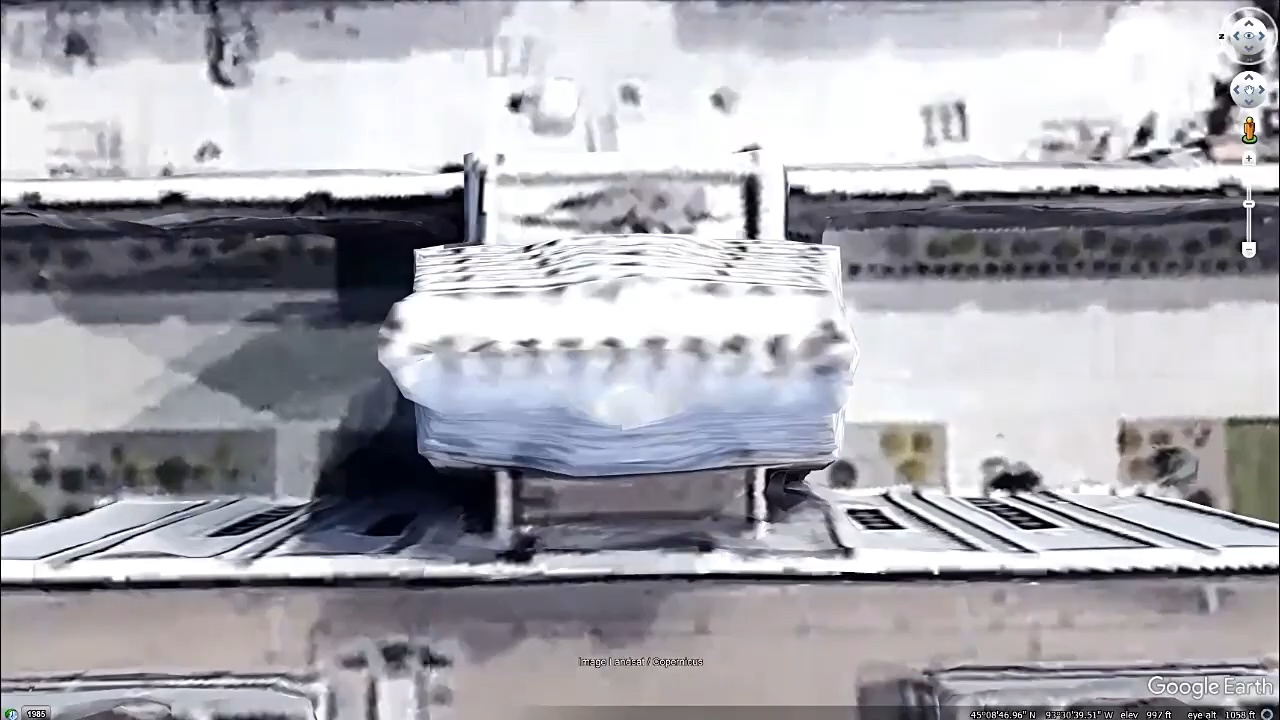 N
Image Landsat / Copernicus
Google Earth
1985
45°08'46.96" N 93°30'39.51" W elev 997 ft eye alt 1058 ft